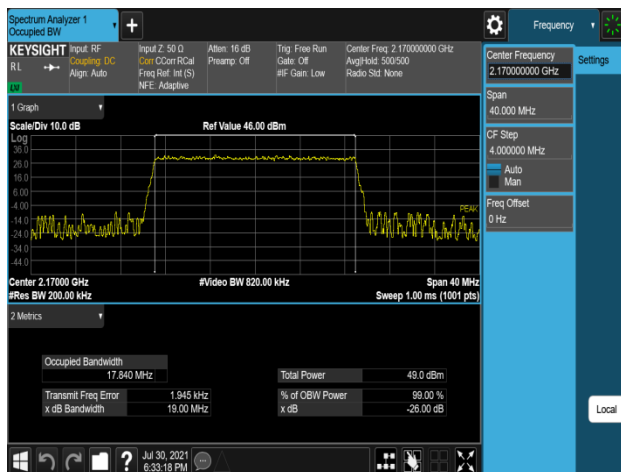 Spectrum Analyzer 1
Occupied BW
+
Frequency
KEYSIGHT
RL
Input: RF
Coupling: DC
Align: Auto
Input Z: 50 Ω
Corr CCorr RCal
Freq Ref: Int (S)
NFE: Adaptive
Atten: 16 dB
Preamp: Off
Trig: Free Run
Gate: Off
#IF Gain: Low
Center Freq: 2.170000000 GHz
Avg|Hold: 500/500
Radio Std: None
Center Frequency
2.170000000 GHz
Settings
Span
40.000 MHz
CF Step
4.000000 MHz
Auto
Man
Freq Offset
0 Hz
1 Graph
Scale/Div 10.0 dB
Ref Value 46.00 dBm
Log
36.0
26.0
16.0
6.00
-4.00
-14.0
-24.0
-34.0
-44.0
PEAK
Center 2.17000 GHz
#Video BW 820.00 kHz
Span 40 MHz
#Res BW 200.00 kHz
Sweep 1.00 ms (1001 pts)
2 Metrics
Occupied Bandwidth
17.840 MHz
Total Power
49.0 dBm
Transmit Freq Error
1.945 kHz
% of OBW Power
99.00 %
x dB Bandwidth
19.00 MHz
x dB
-26.00 dB
Local
?
Jul 30, 2021
6:33:18 PM